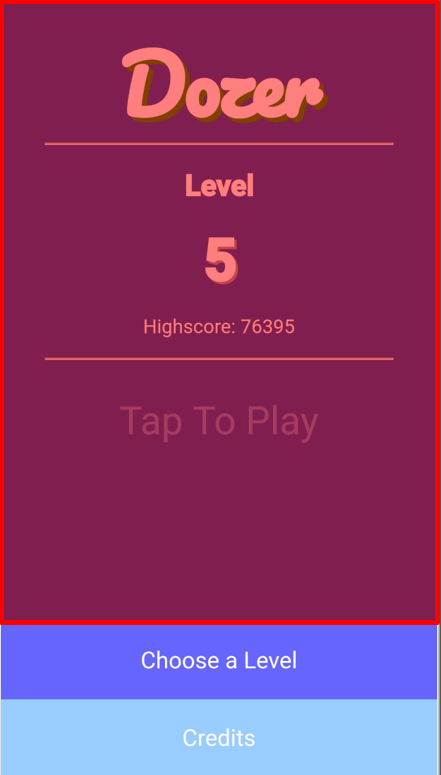 Dozer
Level
5
Highscore: 76395
Tap To Play
Choose a Level
Credits